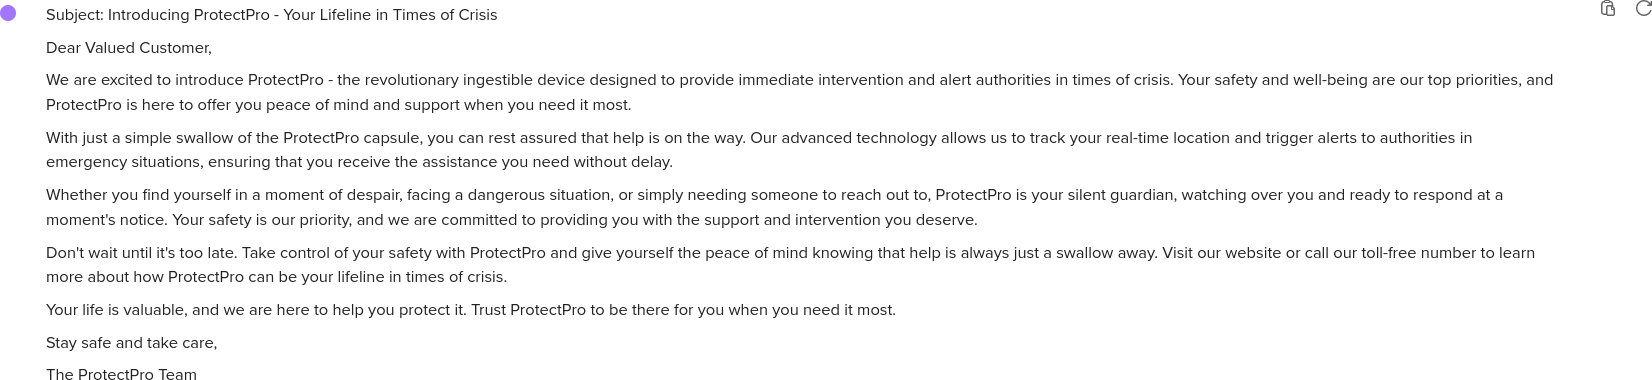 Subject: Introducing ProtectPro - Your Lifeline in Times of Crisis
Dear Valued Customer,
We are excited to introduce ProtectPro - the revolutionary ingestible device designed to provide immediate intervention and alert authorities in times of crisis. Your safety and well-being are our top priorities, and
ProtectPro is here to offer you peace of mind and support when you need it most.
With just a simple swallow of the ProtectPro capsule, you can rest assured that help is on the way. Our advanced technology allows us to track your real-time location and trigger alerts to authorities in
emergency situations, ensuring that you receive the assistance you need without delay.
Whether you find yourself in a moment of despair, facing a dangerous situation, or simply needing someone to reach out to, ProtectPro is your silent guardian, watching over you and ready to respond at a
moment's notice. Your safety is our priority, and we are committed to providing you with the support and intervention you deserve.
Don't wait until it's too late. Take control of your safety with ProtectPro and give yourself the peace of mind knowing that help is always just a swallow away. Visit our website or call our toll-free number to learn
more about how ProtectPro can be your lifeline in times of crisis.
Your life is valuable, and we are here to help you protect it. Trust ProtectPro to be there for you when you need it most.
Stay safe and take care,
The ProtectPro Team